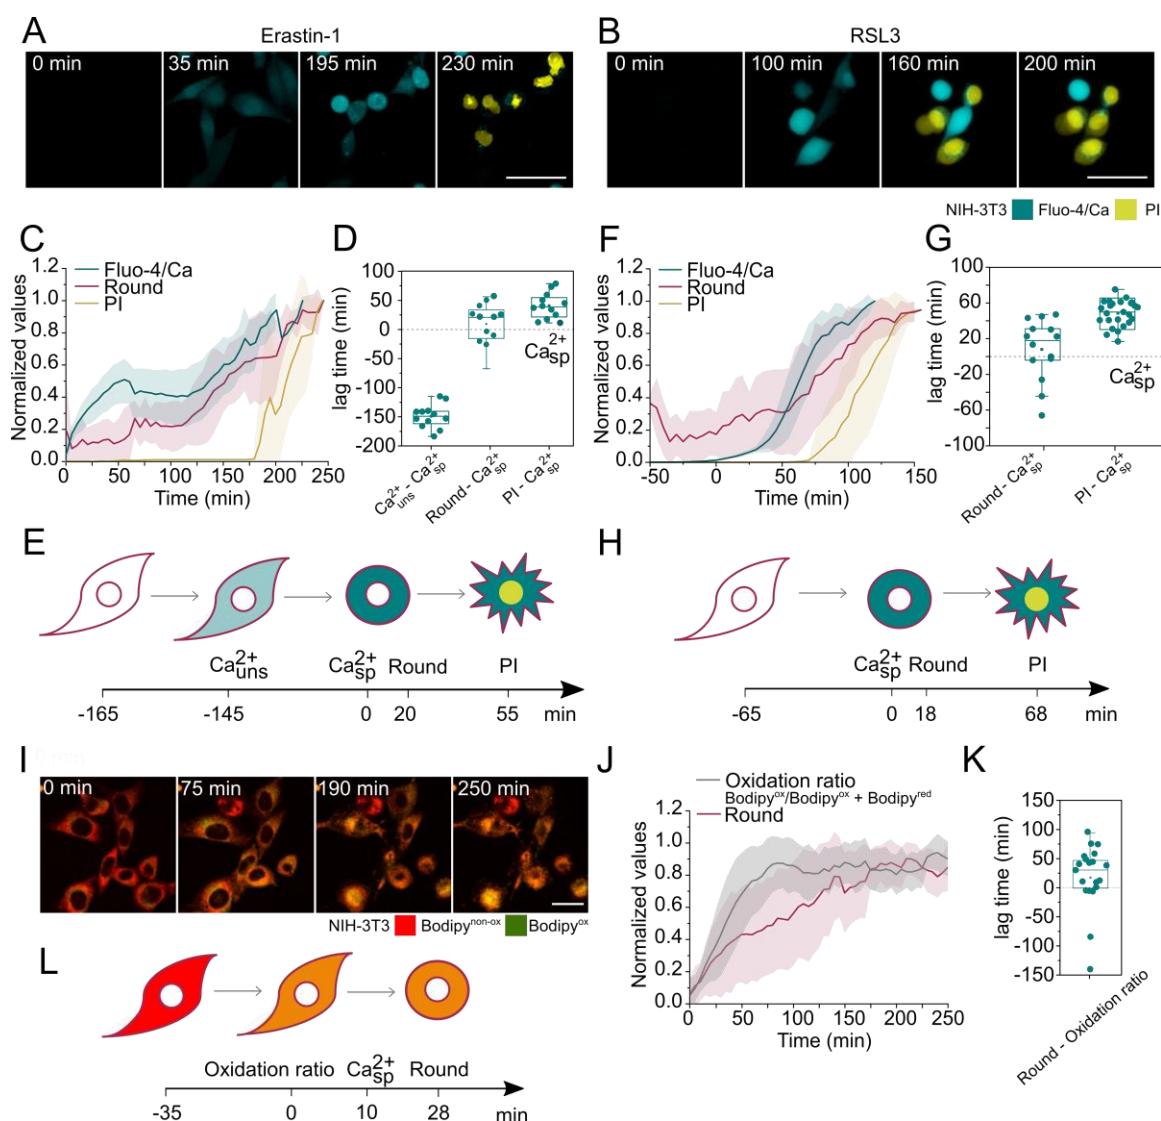 A
Erastin-1
0 min
35 min
195 min
230 min
B
RSL3
0 min
100 min
160 min
200 min
NIH-3T3 Fluo-4/Ca PI
C
Normalized values
1.2
1.0
0.8
0.6
0.4
0.2
0.0
Fluo-4/Ca
Round
PI
0 50 100 150 200 250
Time (min)
D
lag time (min)
100
50
0
-50
-100
-150
-200
Ca2+sp
Ca2+uns - Ca2+sp
Round - Ca2+sp
PI - Ca2+sp
F
Normalized values
1.2
1.0
0.8
0.6
0.4
0.2
0.0
Fluo-4/Ca
Round
PI
-50 0 50 100 150
Time (min)
G
lag time (min)
100
60
20
-20
-60
-100
Ca2+sp
Round - Ca2+sp
PI - Ca2+sp
E
Ca2+uns Ca2+sp Round PI
-165 -145 0 20 55 min
H
Ca2+sp Round PI
-65 0 18 68 min
I
0 min
75 min
190 min
250 min
NIH-3T3 Bodipynon-ox Bodipyox
J
Normalized values
1.2
1.0
0.8
0.6
0.4
0.2
0.0
Oxidation ratio
Bodipyox/Bodipyox + Bodipyred
Round
0 50 100 150 200 250
Time (min)
K
lag time (min)
150
100
50
0
-50
-100
-150
Round - Oxidation ratio
L
Oxidation ratio Ca2+sp Round
-35 0 10 28 min